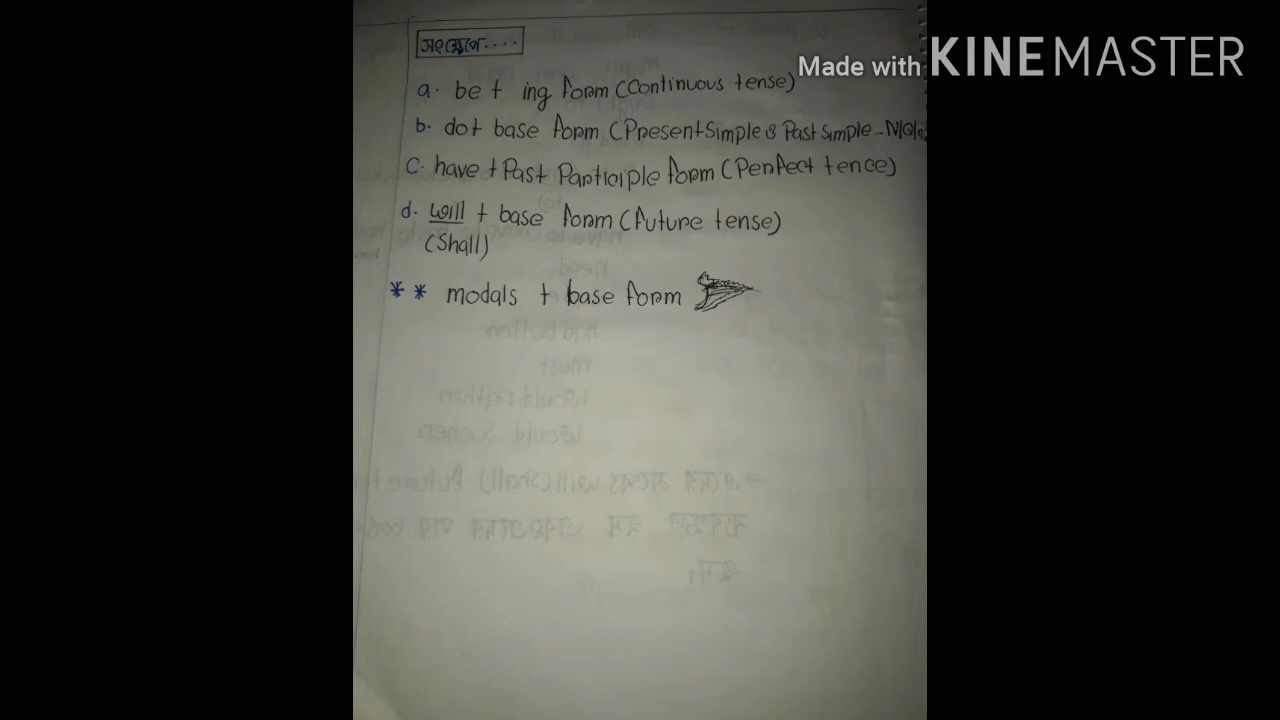 সংক্ষেপে....
Made with KINEMASTER
a. be + ing form (Continuous tense)
b. do + base form (Present Simple & Past Simple - N/Q/
c. have + Past Participle form (Perfect tence)
d. will + base form (future tense)
(Shall)
** modals + base form